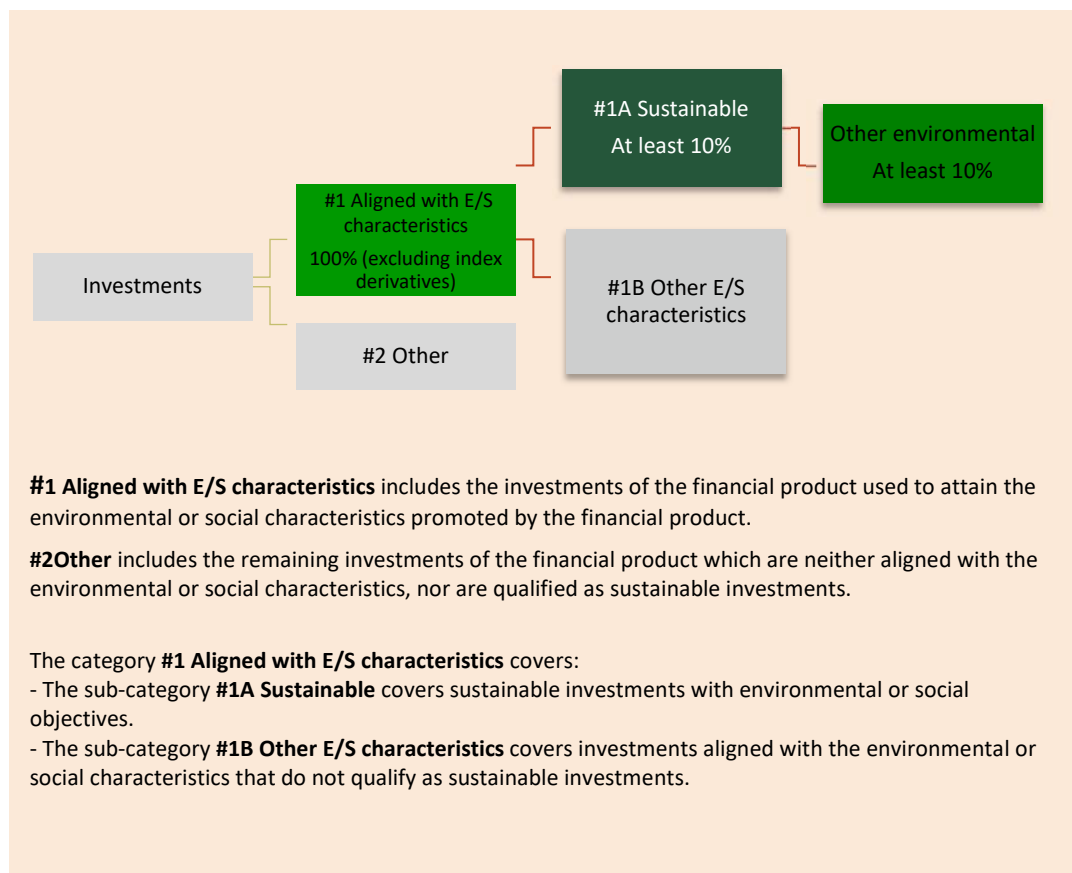 #1A Sustainable
At least 10%
Other environmental
At least 10%
#1 Aligned with E/S
characteristics
100% (excluding index
derivatives)
Investments
#1B Other E/S
characteristics
#2 Other
#1 Aligned with E/S characteristics includes the investments of the financial product used to attain the
environmental or social characteristics promoted by the financial product.
#2Other includes the remaining investments of the financial product which are neither aligned with the
environmental or social characteristics, nor are qualified as sustainable investments.
The category #1 Aligned with E/S characteristics covers:
- The sub-category #1A Sustainable covers sustainable investments with environmental or social
objectives.
- The sub-category #1B Other E/S characteristics covers investments aligned with the environmental or
social characteristics that do not qualify as sustainable investments.